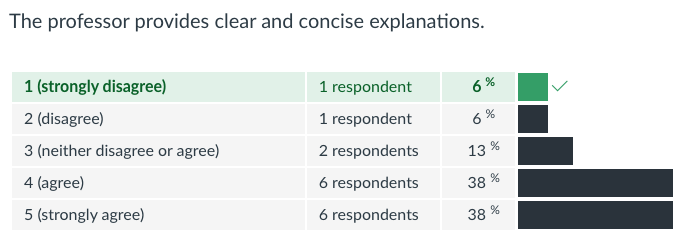 The professor provides clear and concise explanations.
1 (strongly disagree) 1 respondent 6 %
2 (disagree) 1 respondent 6 %
3 (neither disagree or agree) 2 respondents 13 %
4 (agree) 6 respondents 38 %
5 (strongly agree) 6 respondents 38 %